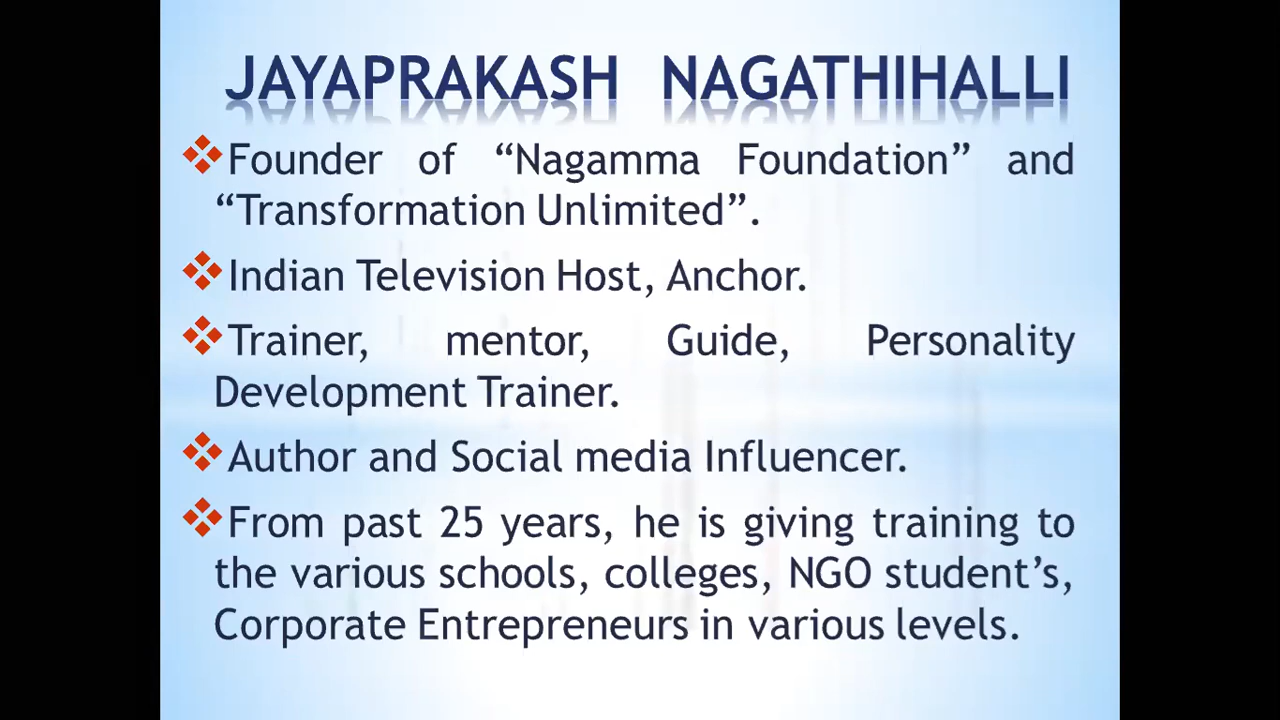 JAYAPRAKASH NAGATHIHALLI
❖Founder of “Nagamma Foundation” and
“Transformation Unlimited”.
❖Indian Television Host, Anchor.
❖Trainer, mentor, Guide, Personality
Development Trainer.
❖Author and Social media Influencer.
❖From past 25 years, he is giving training to
the various schools, colleges, NGO student’s,
Corporate Entrepreneurs in various levels.